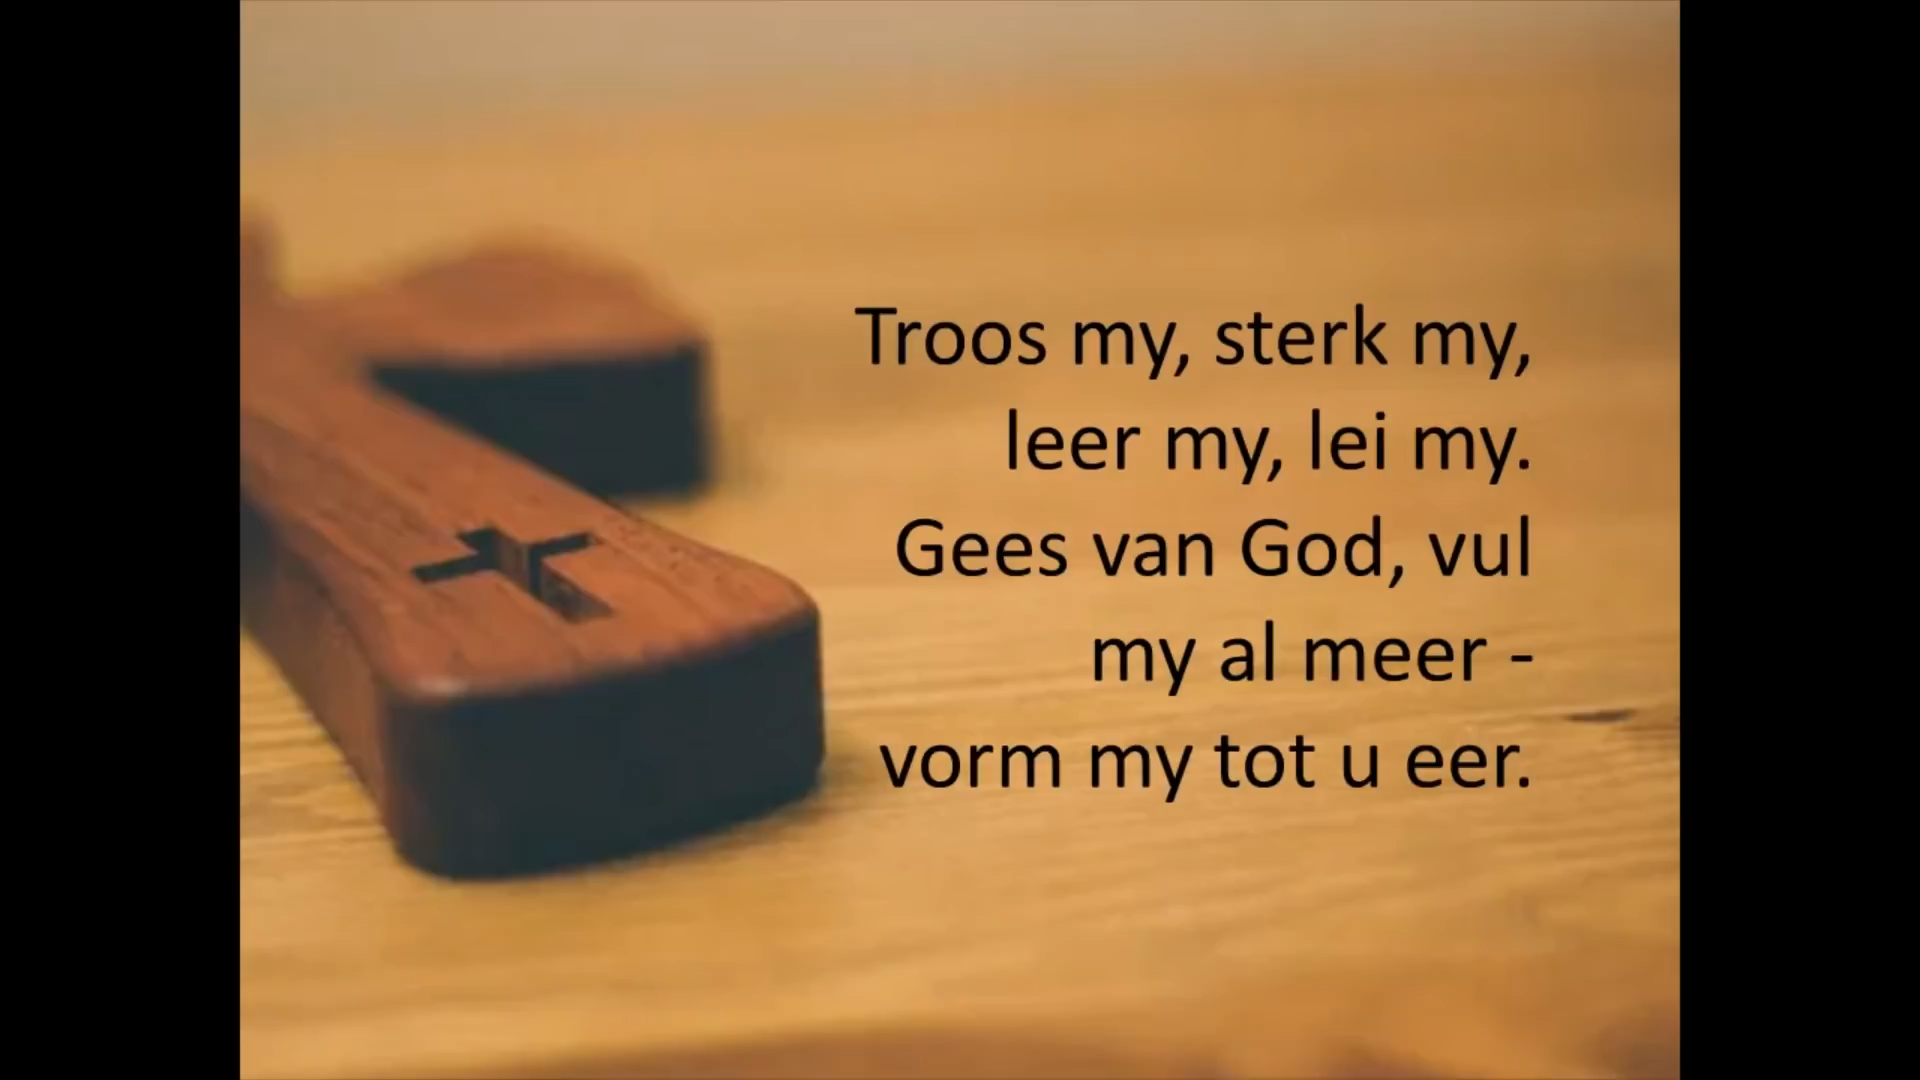 Troos my, sterk my,
leer my, lei my.
Gees van God, vul
my al meer -
vorm my tot u eer.